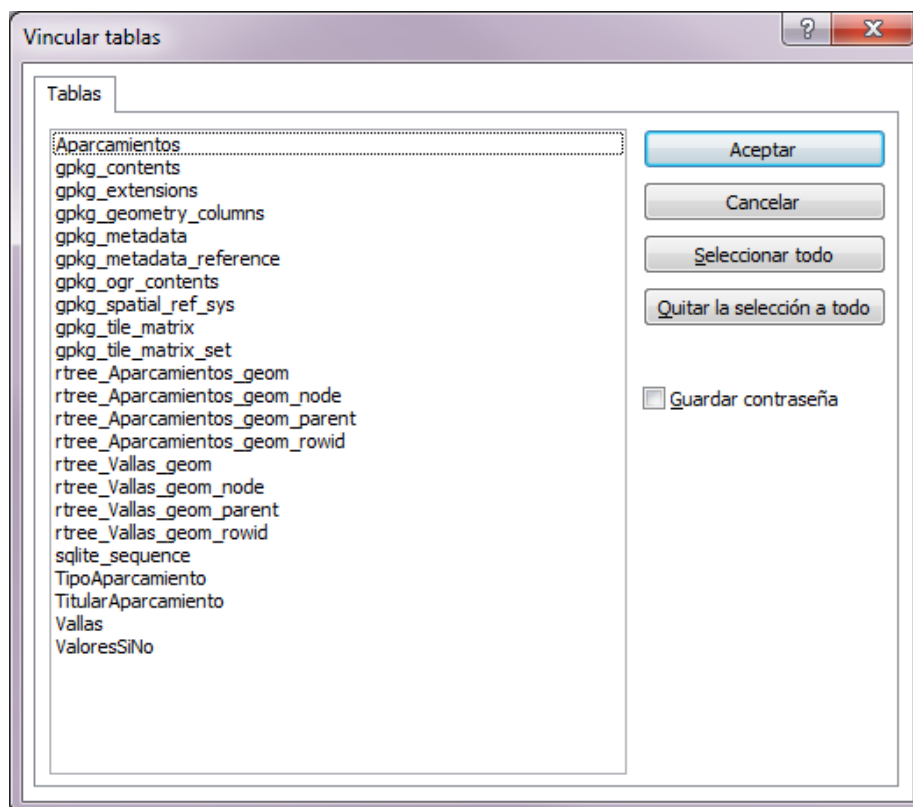 Vincular tablas
Tablas
Aparcamientos
gpkg_contents
gpkg_extensions
gpkg_geometry_columns
gpkg_metadata
gpkg_metadata_reference
gpkg_ogr_contents
gpkg_spatial_ref_sys
gpkg_tile_matrix
gpkg_tile_matrix_set
rtree_Aparcamientos_geom
rtree_Aparcamientos_geom_node
rtree_Aparcamientos_geom_parent
rtree_Aparcamientos_geom_rowid
rtree_Vallas_geom
rtree_Vallas_geom_node
rtree_Vallas_geom_parent
rtree_Vallas_geom_rowid
sqlite_sequence
TipoAparcamiento
TitularAparcamiento
Vallas
ValoresSiNo
Aceptar
Cancelar
Seleccionar todo
Quitar la selección a todo
Guardar contraseña